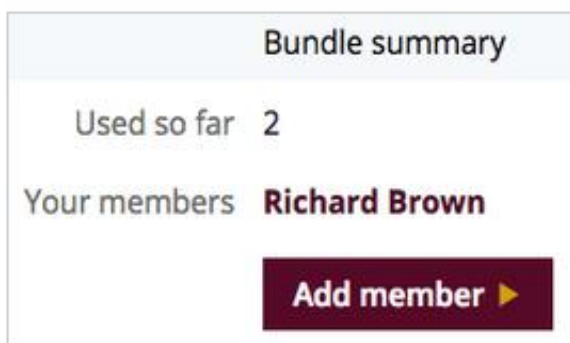 Bundle summary
Used so far 2
Your members Richard Brown
Add member